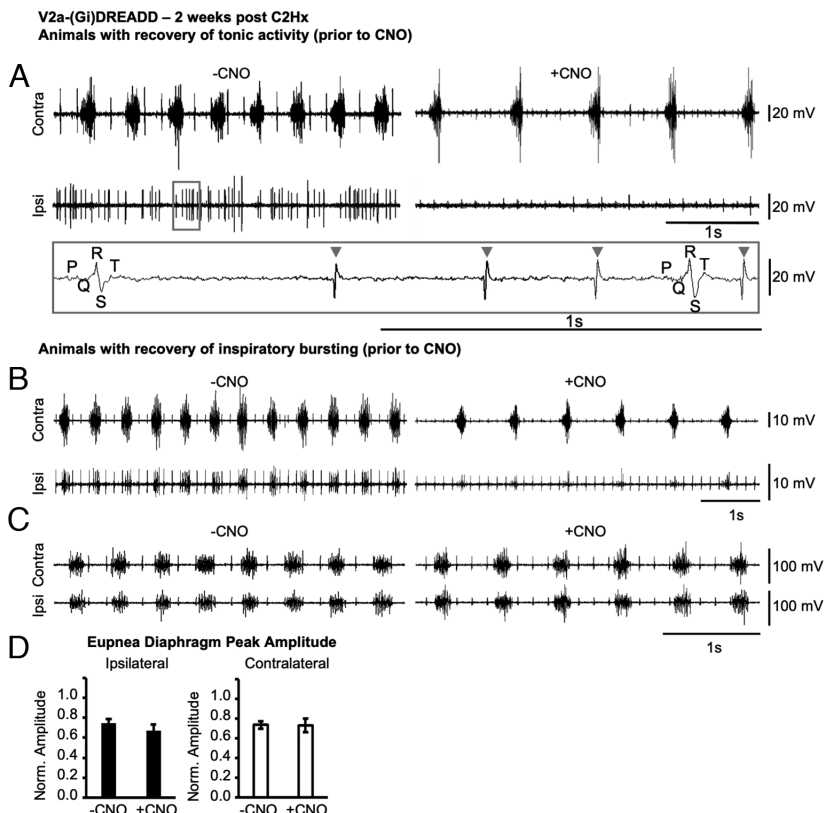 V2a-(Gi)DREADD – 2 weeks post C2Hx
Animals with recovery of tonic activity (prior to CNO)
A
-CNO
+CNO
Contra
20 mV
Ipsi
20 mV
1s
P
Q
R
S
T
P
Q
R
S
T
20 mV
1s
Animals with recovery of inspiratory bursting (prior to CNO)
B
-CNO
+CNO
Contra
10 mV
Ipsi
10 mV
1s
C
-CNO
+CNO
Contra
100 mV
Ipsi
100 mV
1s
D
Eupnea Diaphragm Peak Amplitude
Ipsilateral
Contralateral
Norm. Amplitude
1.0
0.8
0.6
0.4
0.2
0.0
-CNO +CNO
Norm. Amplitude
1.0
0.8
0.6
0.4
0.2
0.0
-CNO +CNO